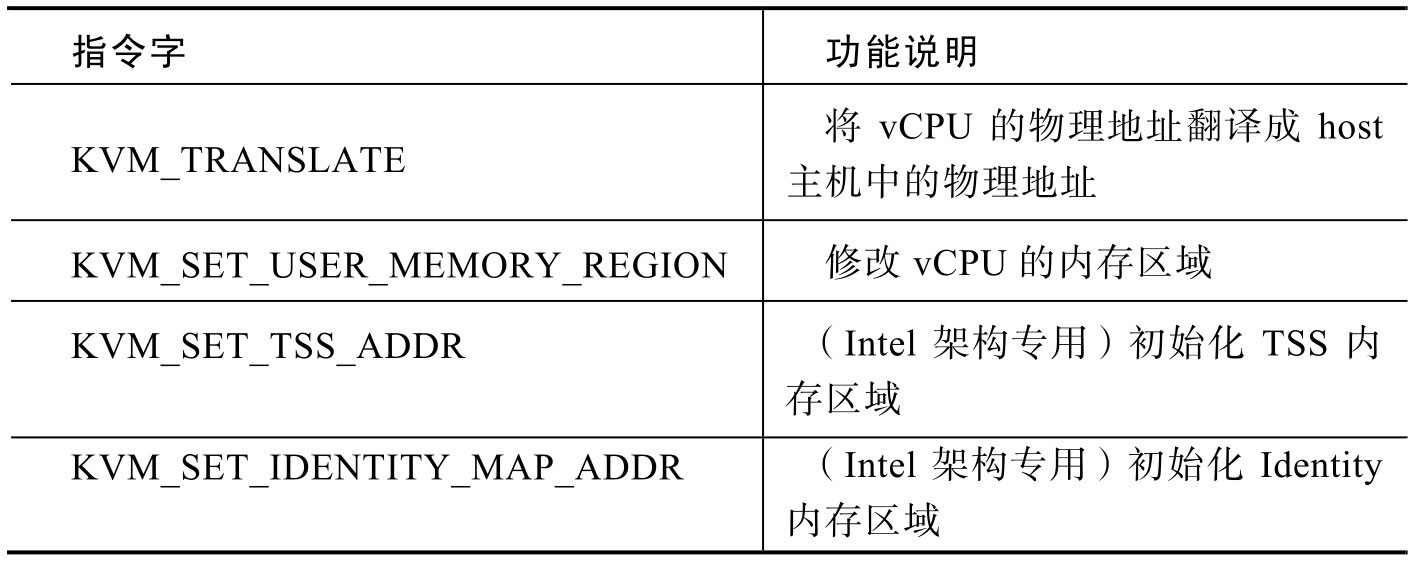 指令字 功能说明
KVM_TRANSLATE 将 vCPU 的物理地址翻译成 host
主机中的物理地址
KVM_SET_USER_MEMORY_REGION 修改 vCPU 的内存区域
KVM_SET_TSS_ADDR （Intel 架构专用）初始化 TSS 内
存区域
KVM_SET_IDENTITY_MAP_ADDR （Intel 架构专用）初始化 Identity
内存区域